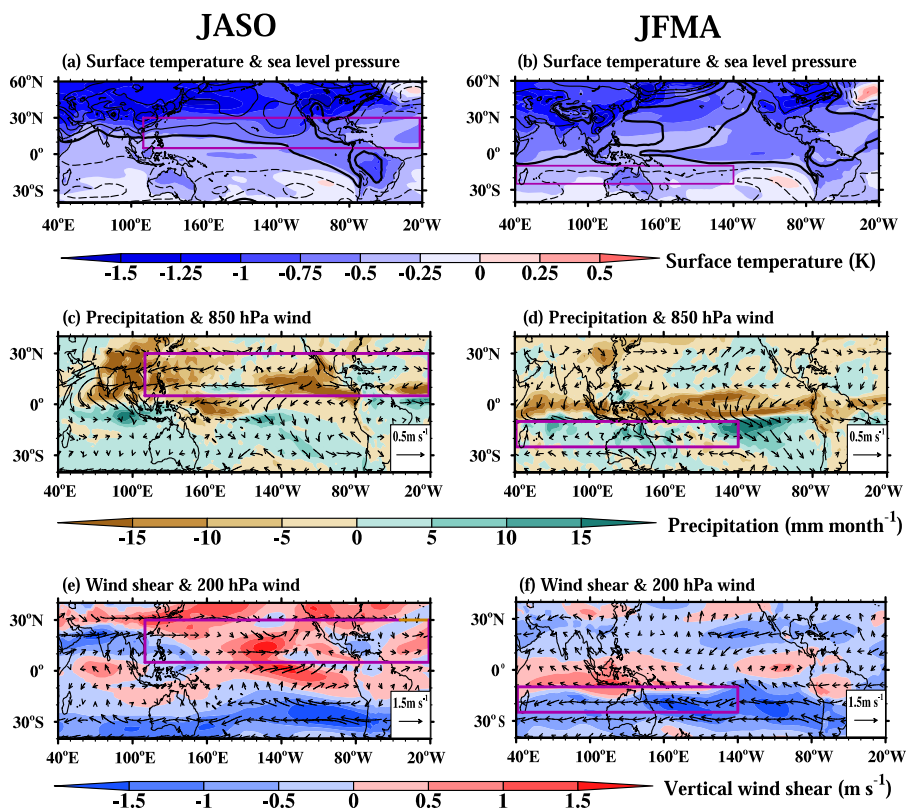 JASO JFMA
(a) Surface temperature & sea level pressure (b) Surface temperature & sea level pressure
60°N 60°N
30°N 30°N
0° 0°
30°S 30°S
40°E 100°E 160°E 140°W 80°W 20°W 40°E 100°E 160°E 140°W 80°W 20°W
-1.5 -1.25 -1 -0.75 -0.5 -0.25 0 0.25 0.5 Surface temperature (K)
(c) Precipitation & 850 hPa wind (d) Precipitation & 850 hPa wind
30°N 30°N
0° 0°
0.5m s⁻¹ 0.5m s⁻¹
30°S 30°S
40°E 100°E 160°E 140°W 80°W 20°W 40°E 100°E 160°E 140°W 80°W 20°W
-15 -10 -5 0 5 10 15 Precipitation (mm month⁻¹)
(e) Wind shear & 200 hPa wind (f) Wind shear & 200 hPa wind
30°N 30°N
0° 0°
1.5m s⁻¹ 1.5m s⁻¹
30°S 30°S
40°E 100°E 160°E 140°W 80°W 20°W 40°E 100°E 160°E 140°W 80°W 20°W
-1.5 -1 -0.5 0 0.5 1 1.5 Vertical wind shear (m s⁻¹)